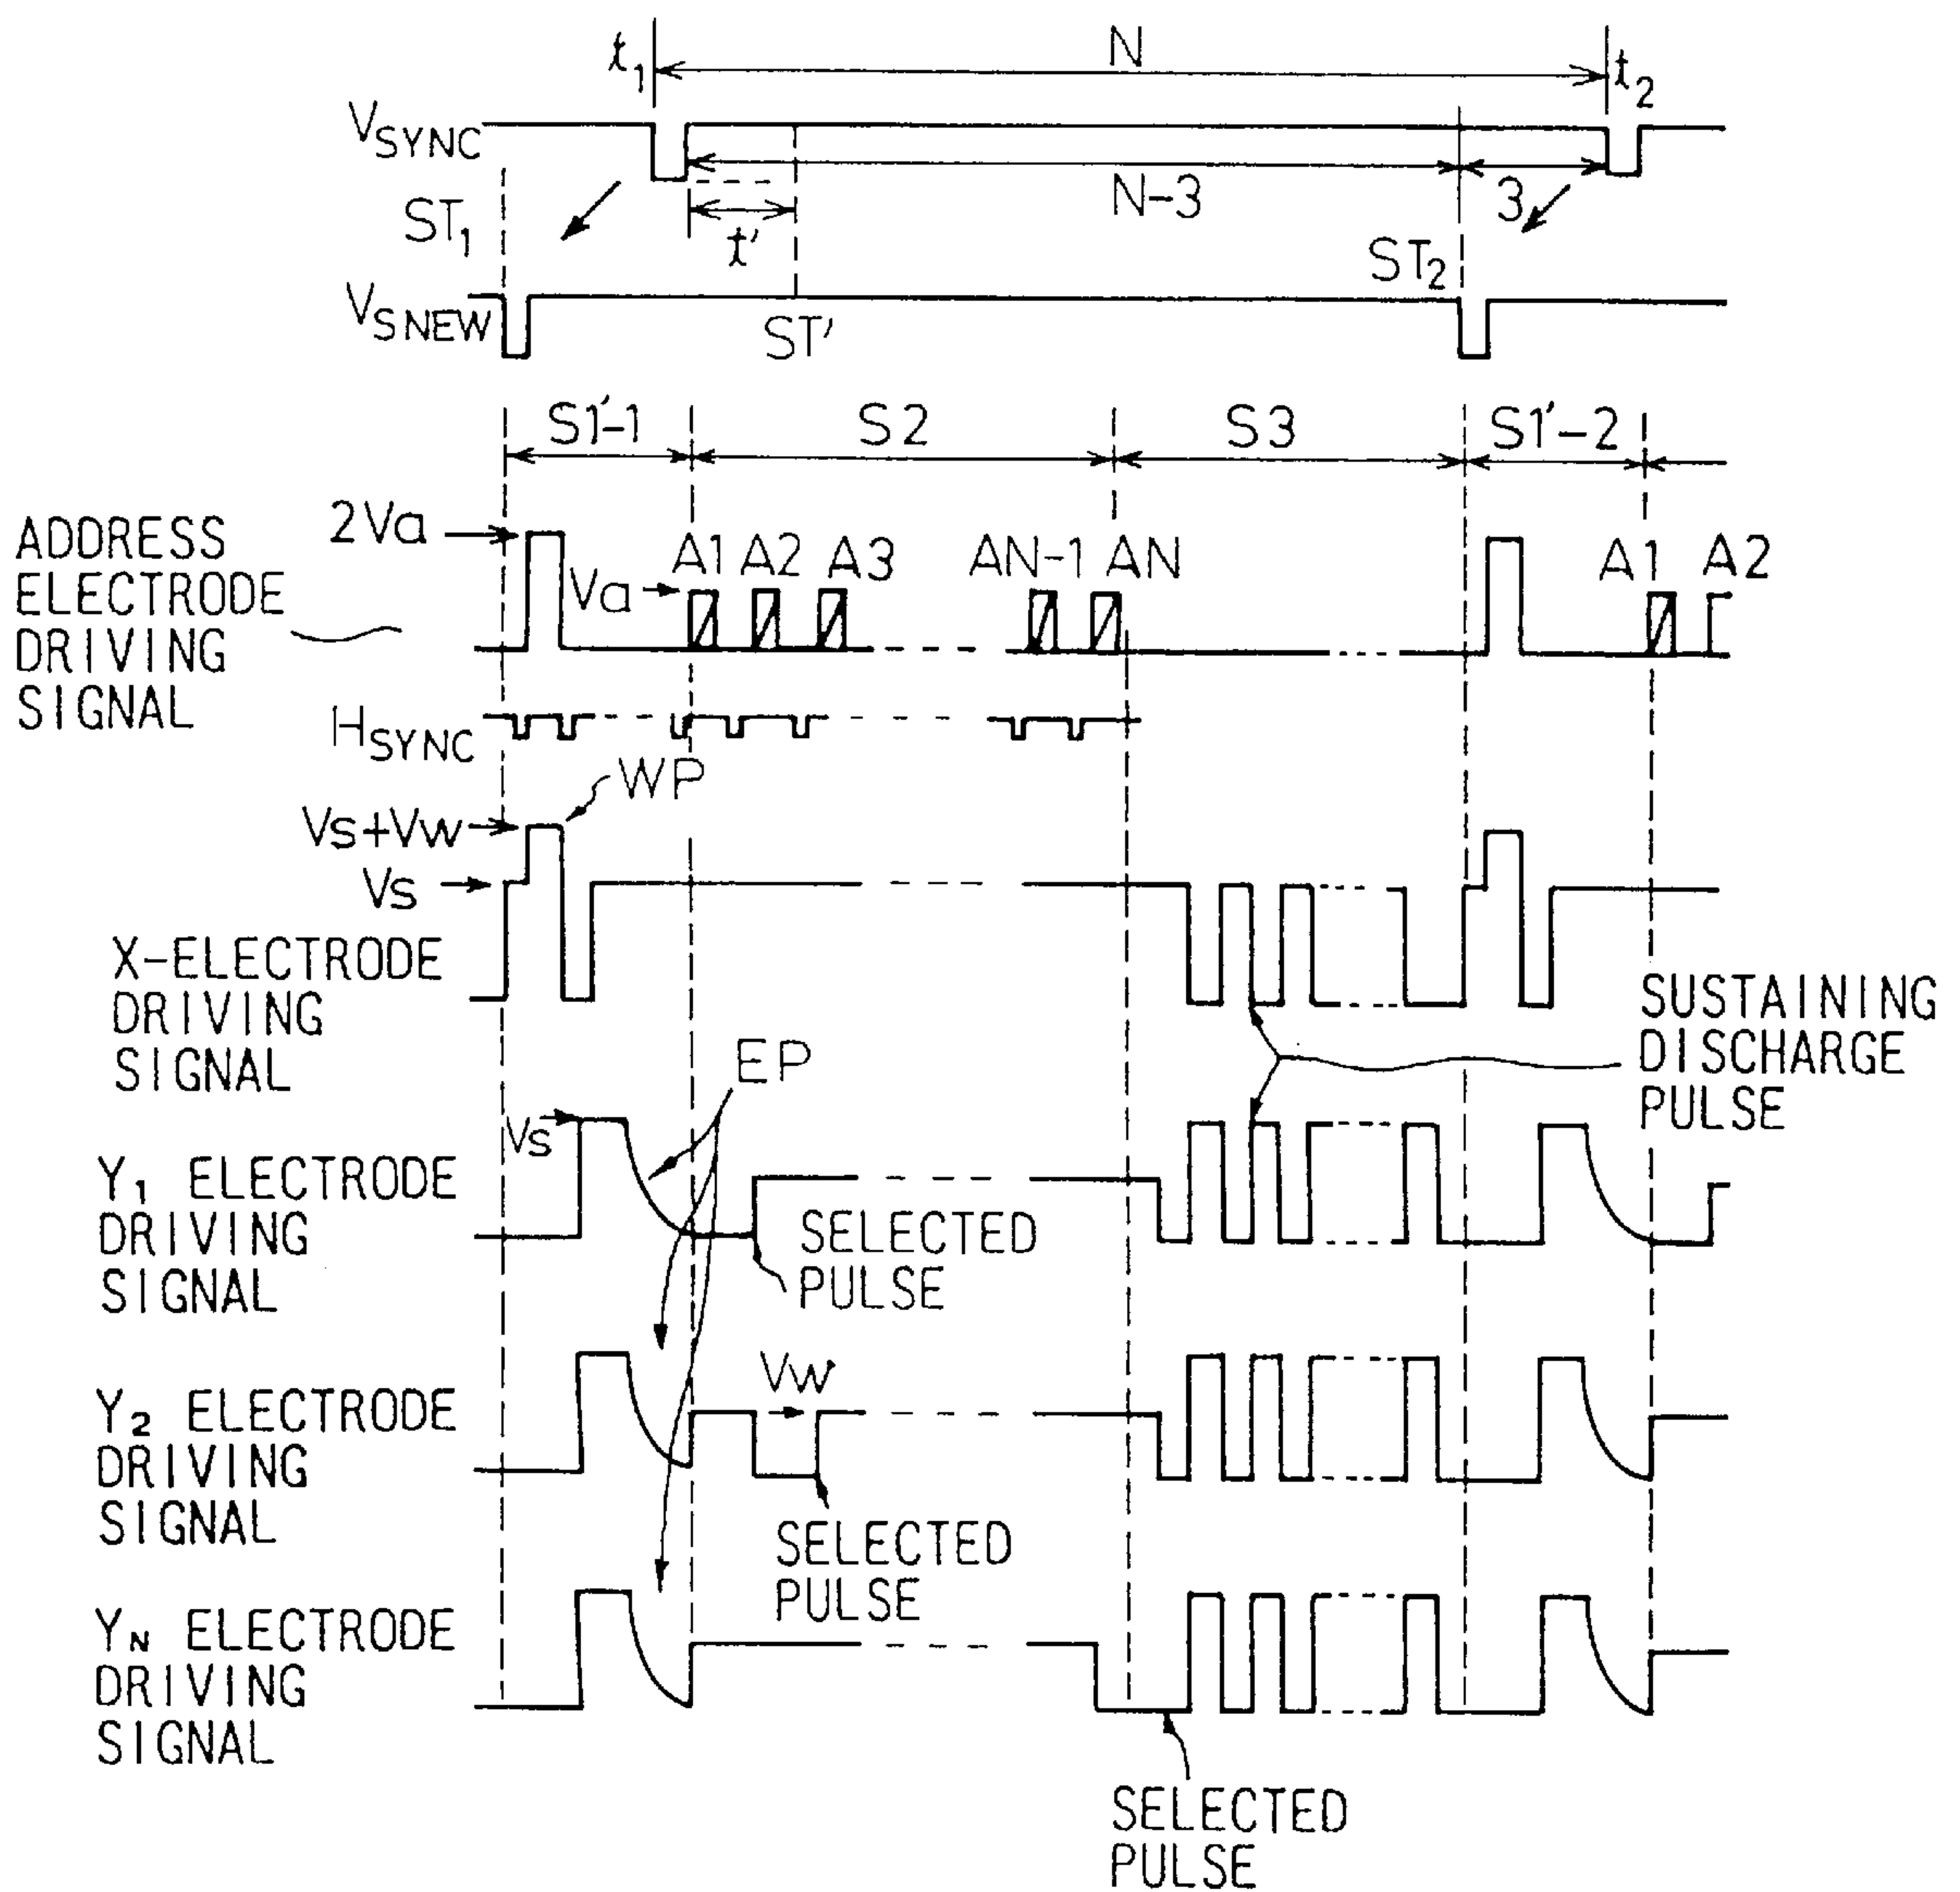 t1 N t2
VSYNC
ST1 t' N-3 3
ST2
VSNEW
ST'
S1'-1 S2 S3 S1'-2
ADDRESS
ELECTRODE
DRIVING
SIGNAL
2Va
Va
A1 A2 A3 AN-1 AN A1 A2
HSYNC
WP
Vs+Vw
Vs
X-ELECTRODE
DRIVING
SIGNAL
SUSTAINING
DISCHARGE
PULSE
EP
Vs
Y1 ELECTRODE
DRIVING
SIGNAL
SELECTED
PULSE
Vw
Y2 ELECTRODE
DRIVING
SIGNAL
SELECTED
PULSE
YN ELECTRODE
DRIVING
SIGNAL
SELECTED
PULSE